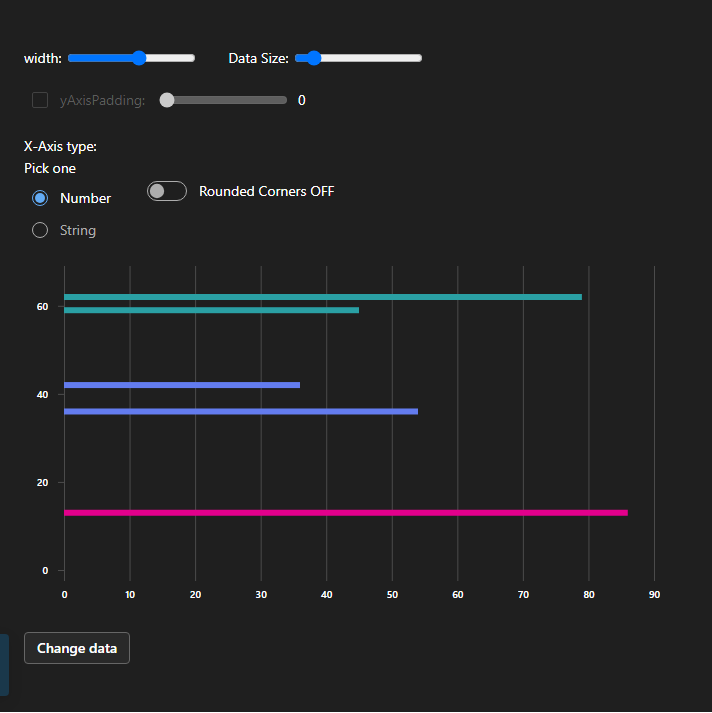 width: Data Size:
yAxisPadding: 0
X-Axis type:
Pick one
Number
Rounded Corners OFF
String
60
40
20
0
0 10 20 30 40 50 60 70 80 90
Change data